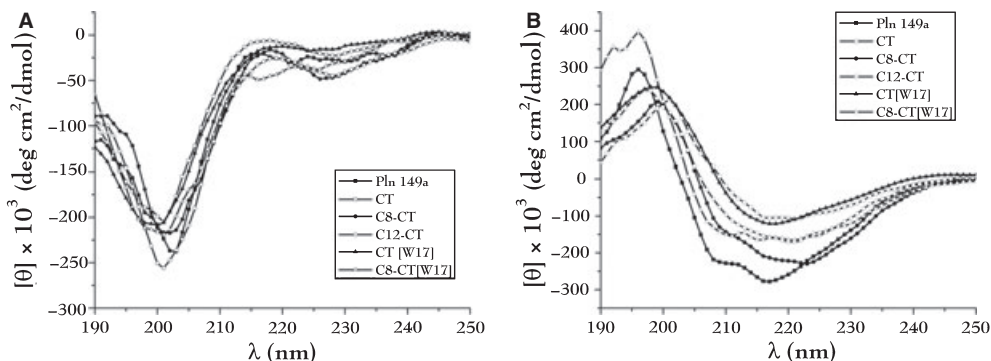 A
0
−50
−100
−150
−200
−250
−300
[θ] × 10³ (deg cm²/dmol)
190 200 210 220 230 240 250
λ (nm)
Pln 149a
CT
C8-CT
C12-CT
CT [W17]
C8-CT[W17]
B
400
300
200
100
0
−100
−200
−300
[θ] × 10³ (deg cm²/dmol)
190 200 210 220 230 240 250
λ (nm)
Pln 149a
CT
C8-CT
C12-CT
CT[W17]
C8-CT[W17]